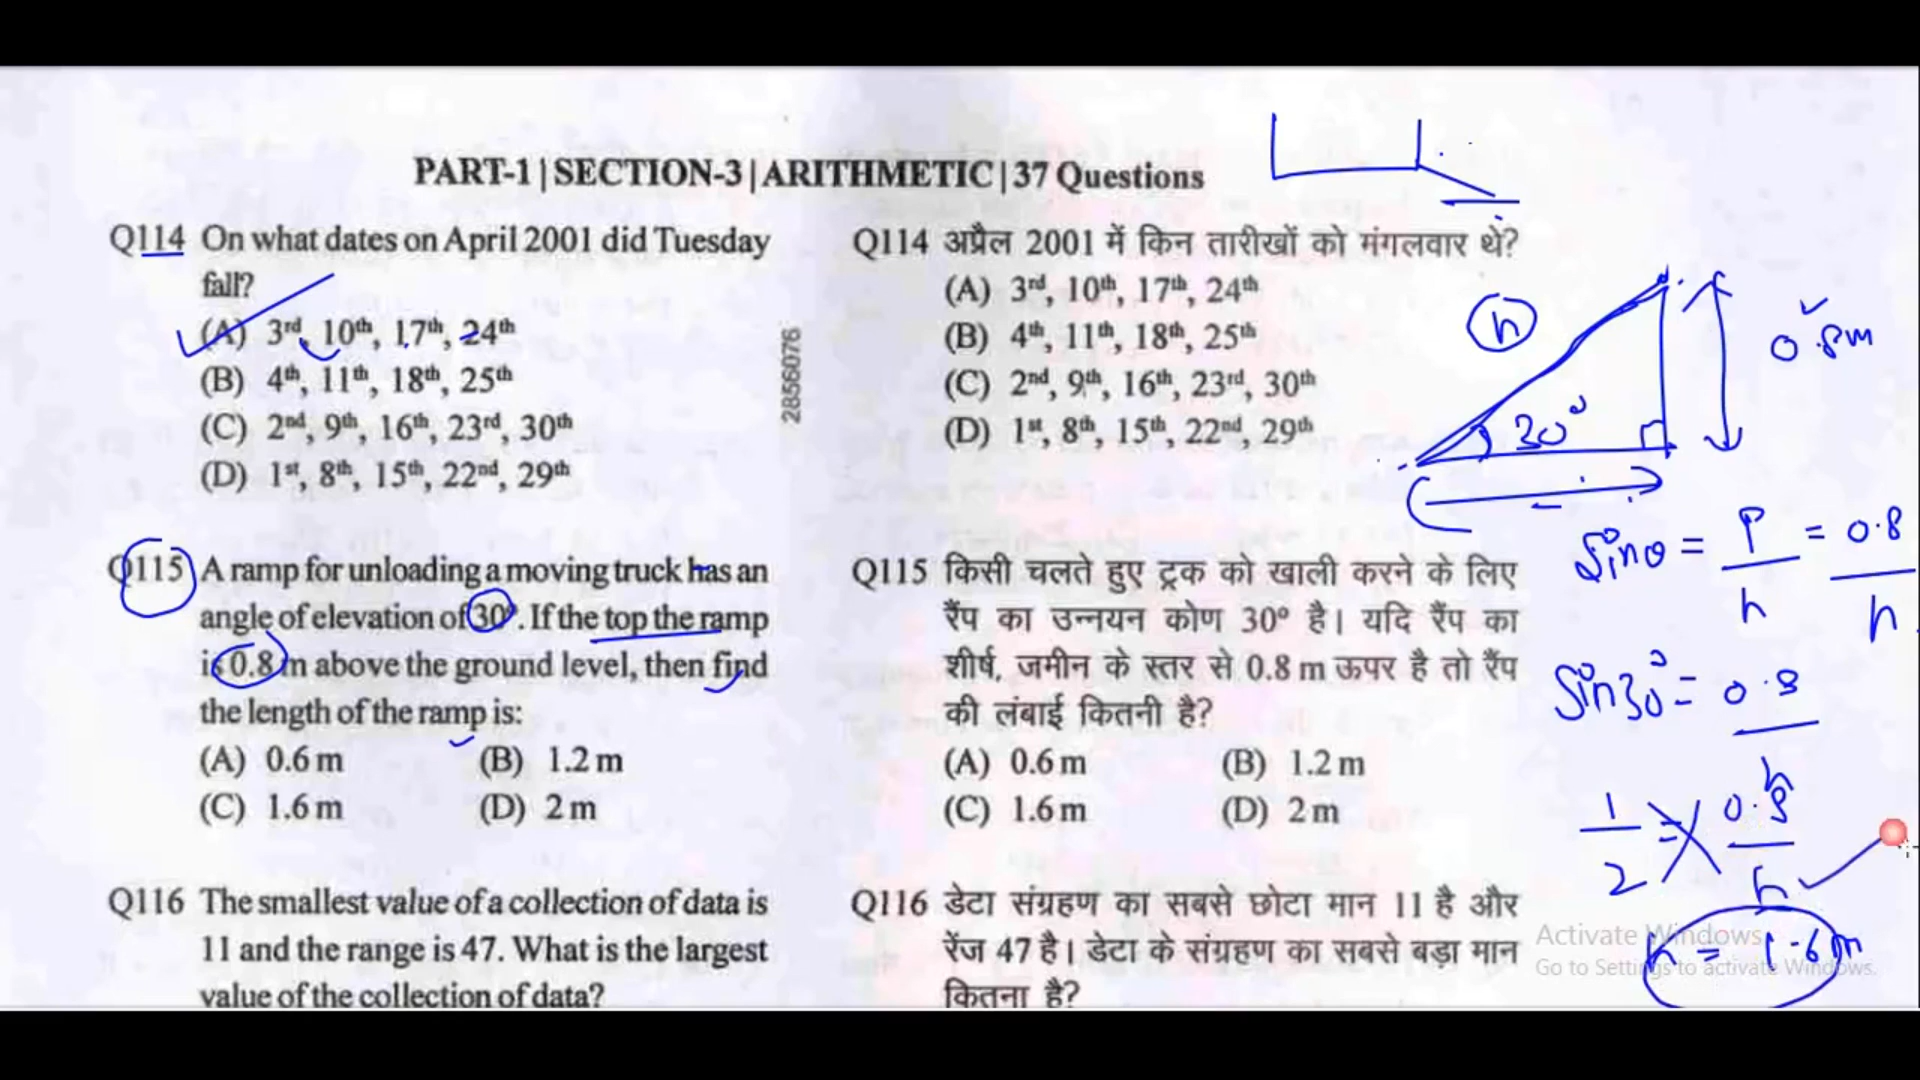 PART-1 | SECTION-3 | ARITHMETIC | 37 Questions
Q114 On what dates on April 2001 did Tuesday
fall?
(A) 3rd, 10th, 17th, 24th
(B) 4th, 11th, 18th, 25th
(C) 2nd, 9th, 16th, 23rd, 30th
(D) 1st, 8th, 15th, 22nd, 29th
Q115 A ramp for unloading a moving truck has an
angle of elevation of 30°. If the top the ramp
is 0.8 m above the ground level, then find
the length of the ramp is:
(A) 0.6 m (B) 1.2 m
(C) 1.6 m (D) 2 m
Q116 The smallest value of a collection of data is
11 and the range is 47. What is the largest
value of the collection of data?
2856076
Q114 अप्रैल 2001 में किन तारीखों को मंगलवार थे?
(A) 3rd, 10th, 17th, 24th
(B) 4th, 11th, 18th, 25th
(C) 2nd, 9th, 16th, 23rd, 30th
(D) 1st, 8th, 15th, 22nd, 29th
Q115 किसी चलते हुए ट्रक को खाली करने के लिए
रैंप का उन्नयन कोण 30° है। यदि रैंप का
शीर्ष, जमीन के स्तर से 0.8 m ऊपर है तो रैंप
की लंबाई कितनी है?
(A) 0.6 m (B) 1.2 m
(C) 1.6 m (D) 2 m
Q116 डेटा संग्रहण का सबसे छोटा मान 11 है और
रेंज 47 है। डेटा के संग्रहण का सबसे बड़ा मान
कितना है?
h
0.8m
30°
Sinθ = P/h = 0.8/h
Sin30° = 0.8/h
1/2 = 0.8/h
h = 1.6m
Activate Windows
Go to Settings to activate Windows.